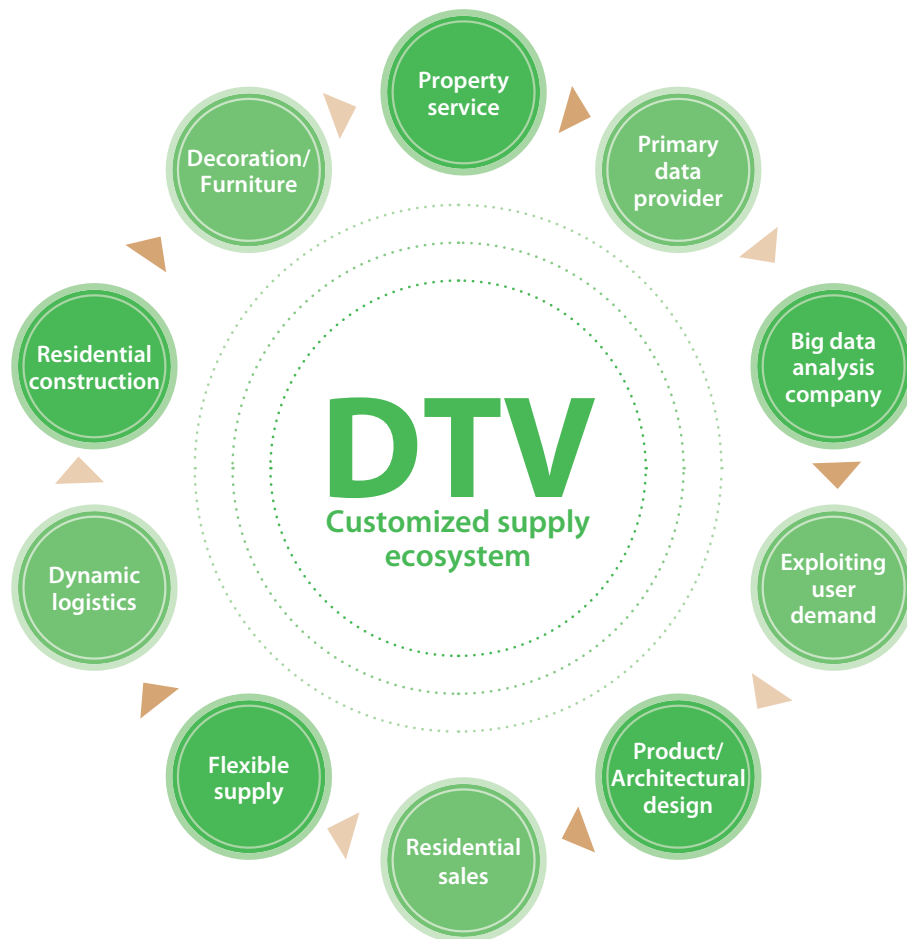 Property
service
Primary
data
provider
Big data
analysis
company
Exploiting
user
demand
Product/
Architectural
design
Residential
sales
Flexible
supply
Dynamic
logistics
Residential
construction
Decoration/
Furniture
DTV
Customized supply
ecosystem